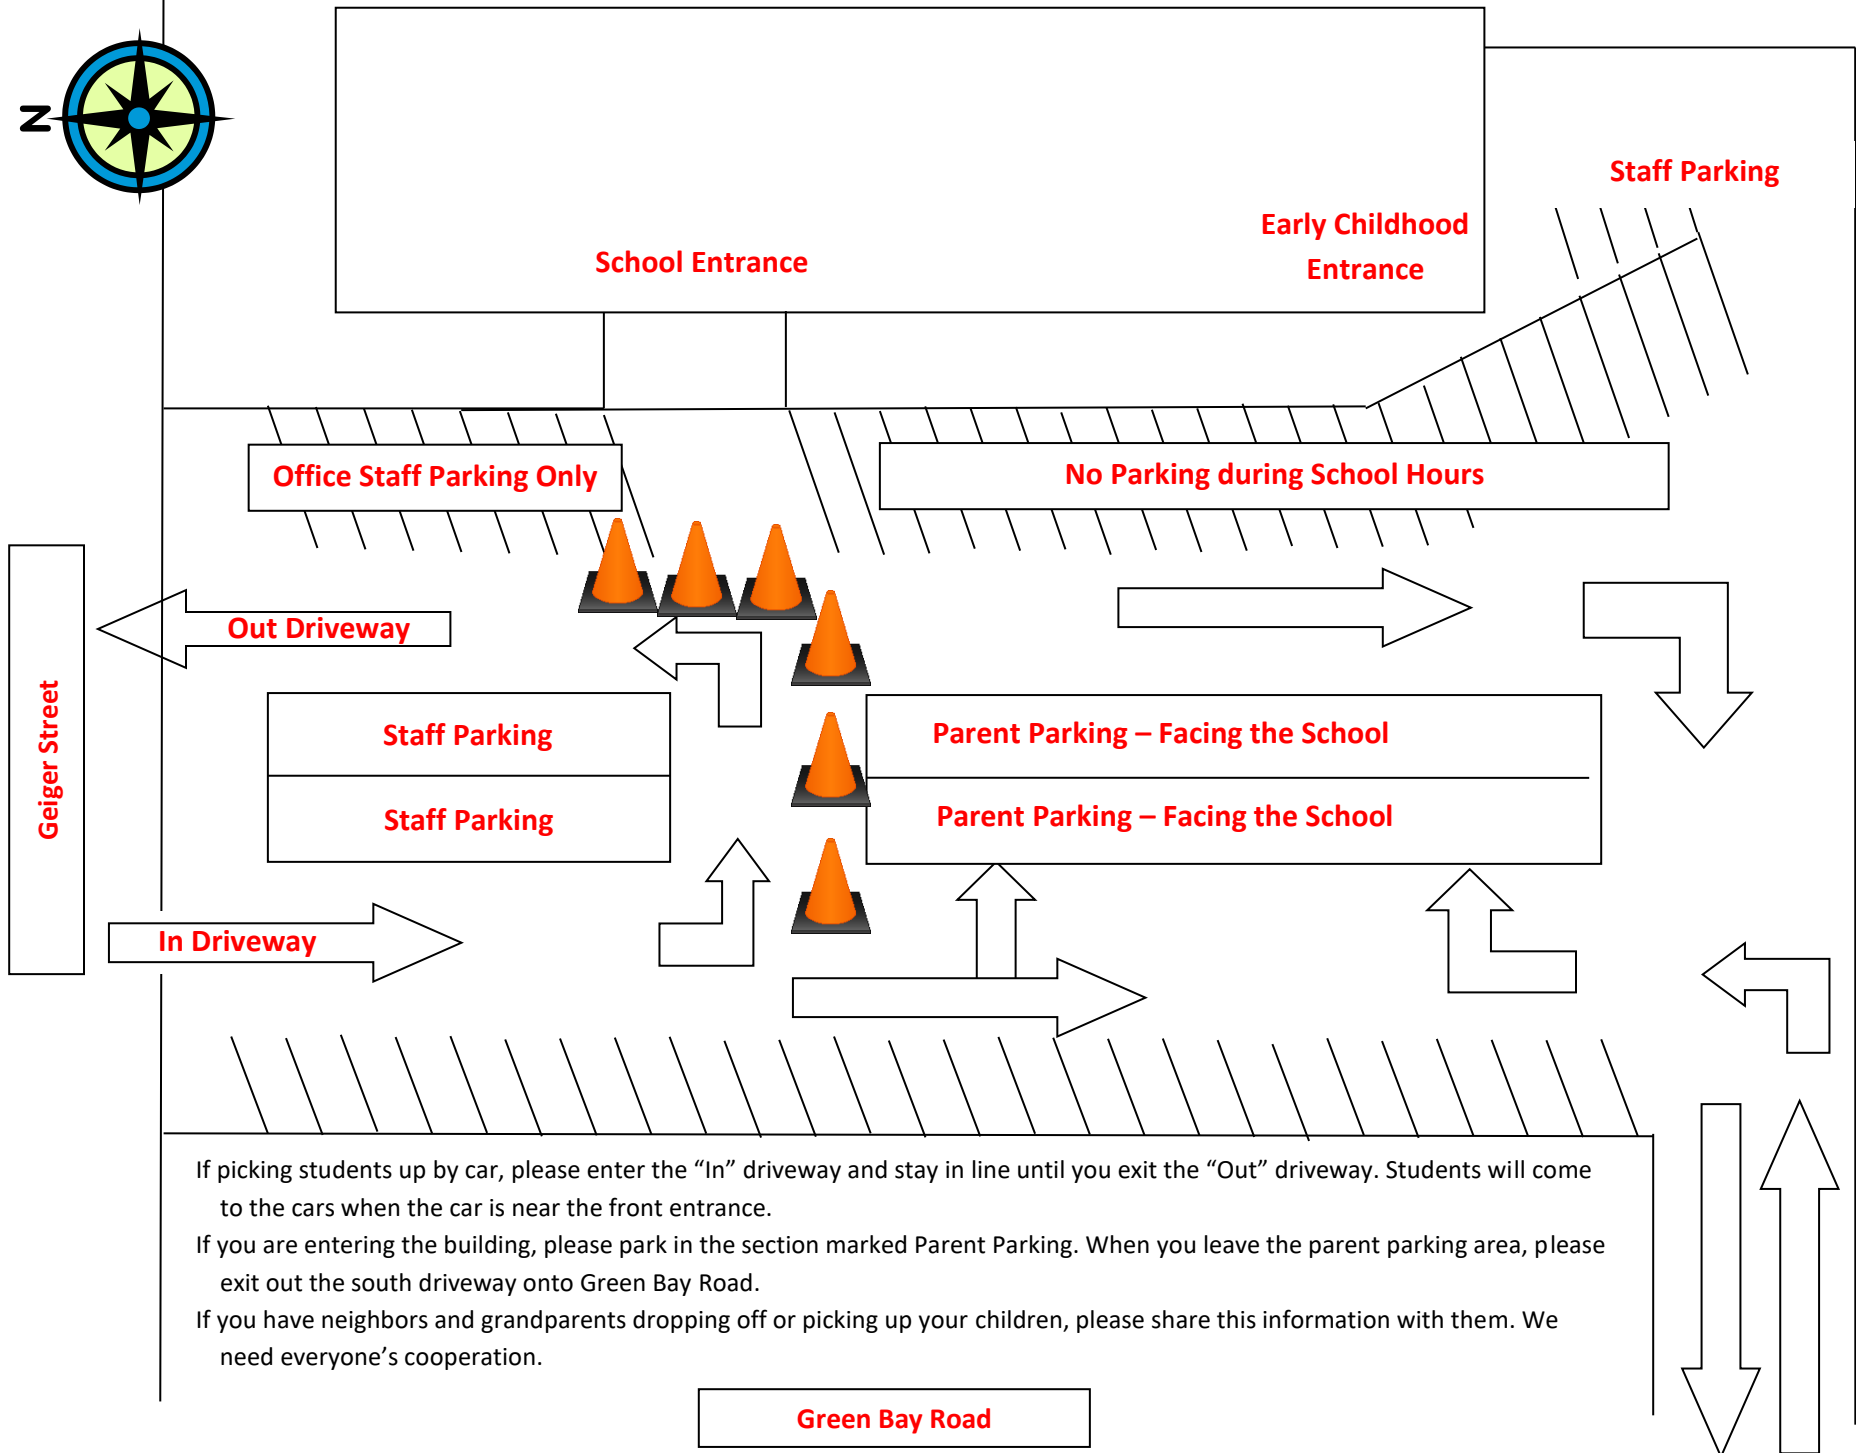 N
Staff Parking
Early Childhood
Entrance
School Entrance
Office Staff Parking Only
No Parking during School Hours
Out Driveway
Geiger Street
Staff Parking
Parent Parking – Facing the School
Staff Parking
Parent Parking – Facing the School
In Driveway
If picking students up by car, please enter the “In” driveway and stay in line until you exit the “Out” driveway. Students will come
to the cars when the car is near the front entrance.
If you are entering the building, please park in the section marked Parent Parking. When you leave the parent parking area, please
exit out the south driveway onto Green Bay Road.
If you have neighbors and grandparents dropping off or picking up your children, please share this information with them. We
need everyone’s cooperation.
Green Bay Road